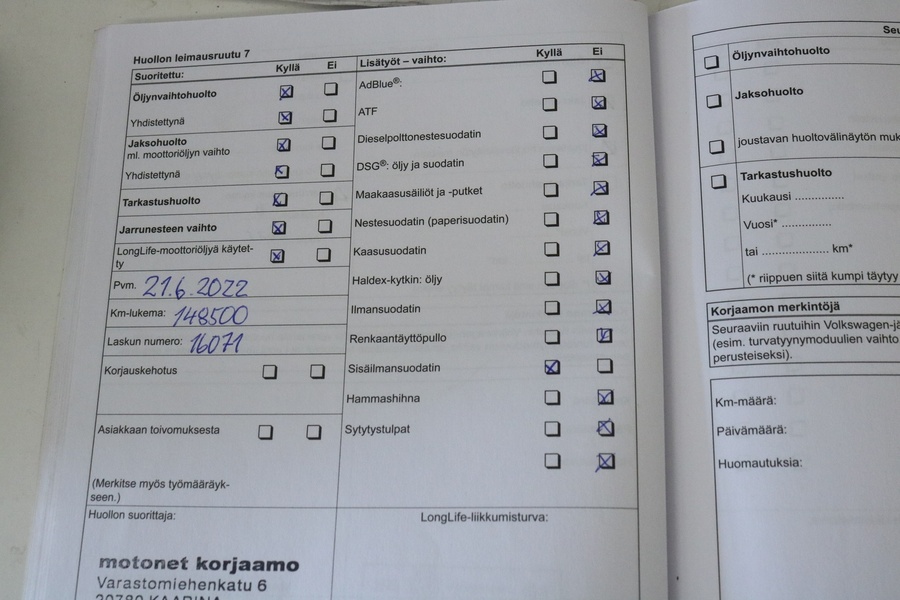 Huollon leimausruutu 7
Suoritettu: Kyllä Ei
Öljynvaihtohuolto
Yhdistettynä
Jaksohuolto
ml. moottoriöljyn vaihto
Yhdistettynä
Tarkastushuolto
Jarrunesteen vaihto
LongLife-moottoriöljyä käytet-
ty
Pvm. 21.6.2022
Km-lukema: 148500
Laskun numero: 16071
Korjauskehotus
Asiakkaan toivomuksesta
(Merkitse myös työmääräyk-
seen.)
Huollon suorittaja:
motonet korjaamo
Varastomiehenkatu 6
20780 KAARINA
Lisätyöt – vaihto: Kyllä Ei
AdBlue®:
ATF
Dieselpolttonestesuodatin
DSG®: öljy ja suodatin
Maakaasusäiliöt ja -putket
Nestesuodatin (paperisuodatin)
Kaasusuodatin
Haldex-kytkin: öljy
Ilmansuodatin
Renkaantäyttöpullo
Sisäilmansuodatin
Hammashihna
Sytytystulpat
LongLife-liikkumisturva:
Öljynvaihtohuolto
Jaksohuolto
joustavan huoltovälinäytön muk
Tarkastushuolto
Kuukausi ..............
Vuosi* ..............
tai ................... km*
(* riippuen siitä kumpi täytyy
Korjaamon merkintöjä
Seuraaviin ruutuihin Volkswagen-jä
(esim. turvatyynymoduulien vaihto
perusteiseksi).
Km-määrä:
Päivämäärä:
Huomautuksia: